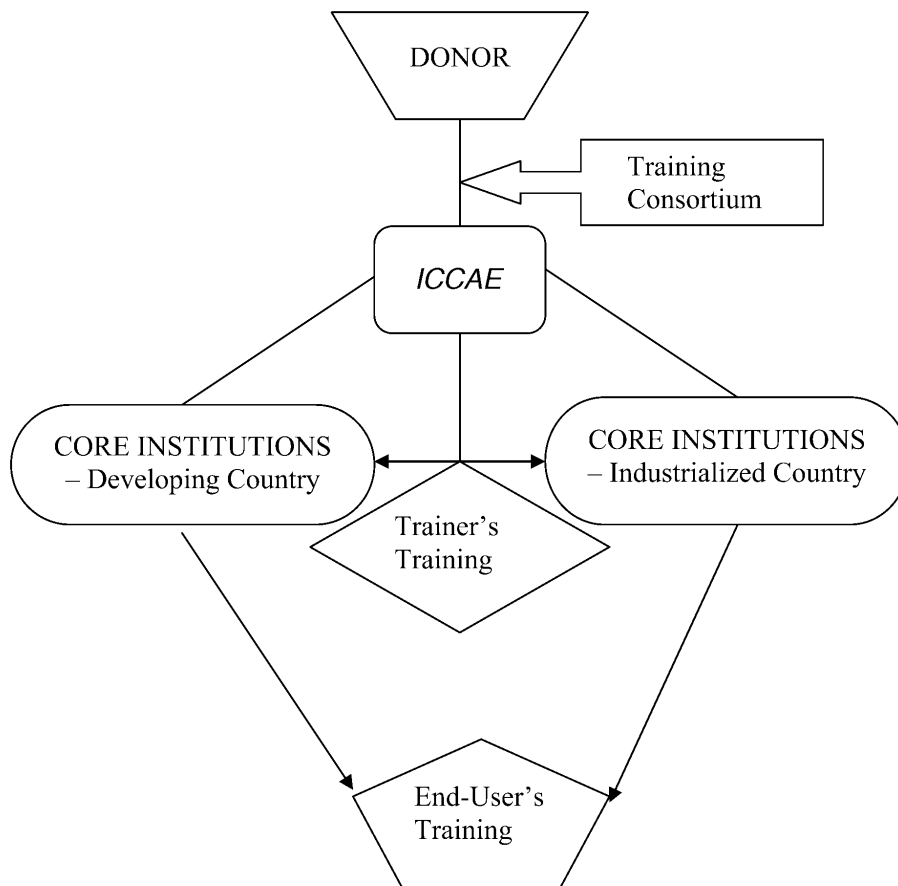 DONOR
Training
Consortium
ICCAE
CORE INSTITUTIONS
– Developing Country
CORE INSTITUTIONS
– Industrialized Country
Trainer’s
Training
End-User’s
Training